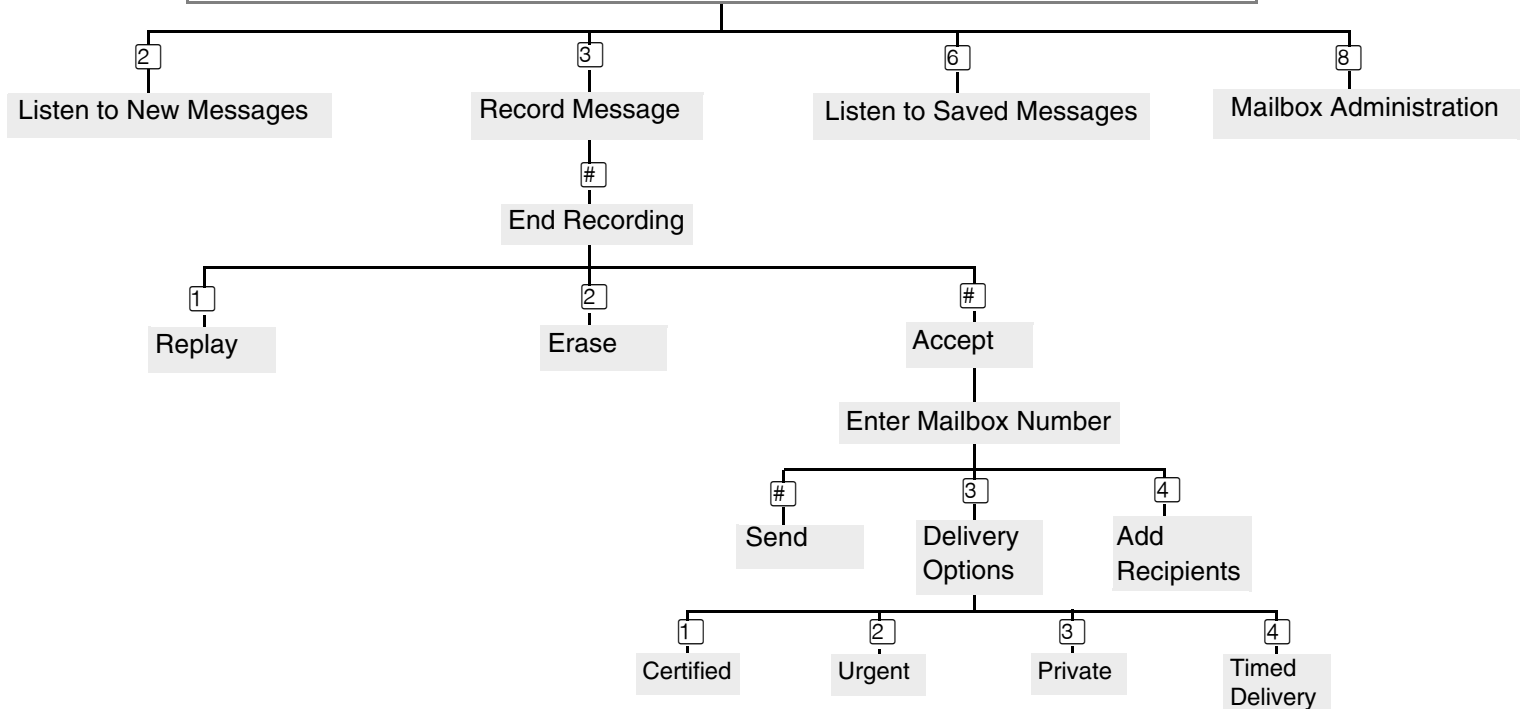 2
3
6
8
Listen to New Messages
Record Message
Listen to Saved Messages
Mailbox Administration
#
End Recording
1
2
#
Replay
Erase
Accept
Enter Mailbox Number
#
3
4
Send
Delivery
Options
Add
Recipients
1
2
3
4
Certified
Urgent
Private
Timed
Delivery